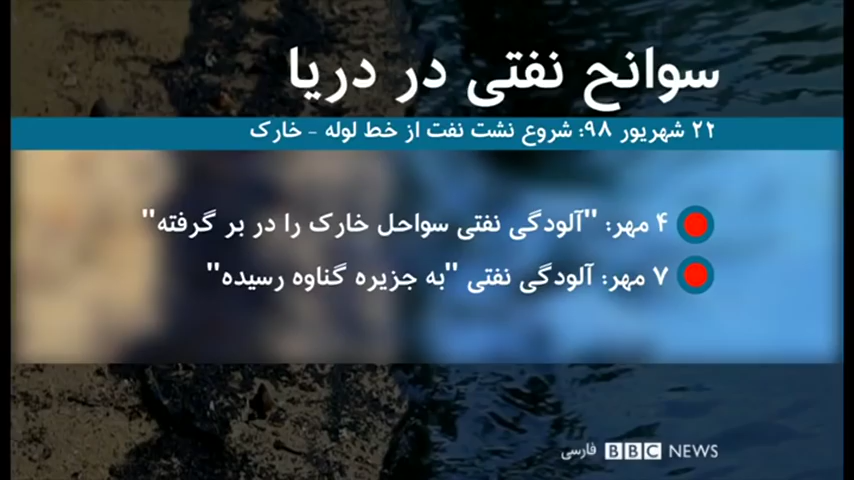 سوانح نفتی در دریا
۲۲ شهریور ۹۸: شروع نشت نفت از خط لوله - خارک
۴ مهر: "آلودگی نفتی سواحل خارک را در بر گرفته"
۷ مهر: آلودگی نفتی "به جزیره گناوه رسیده"
BBC NEWS فارسی